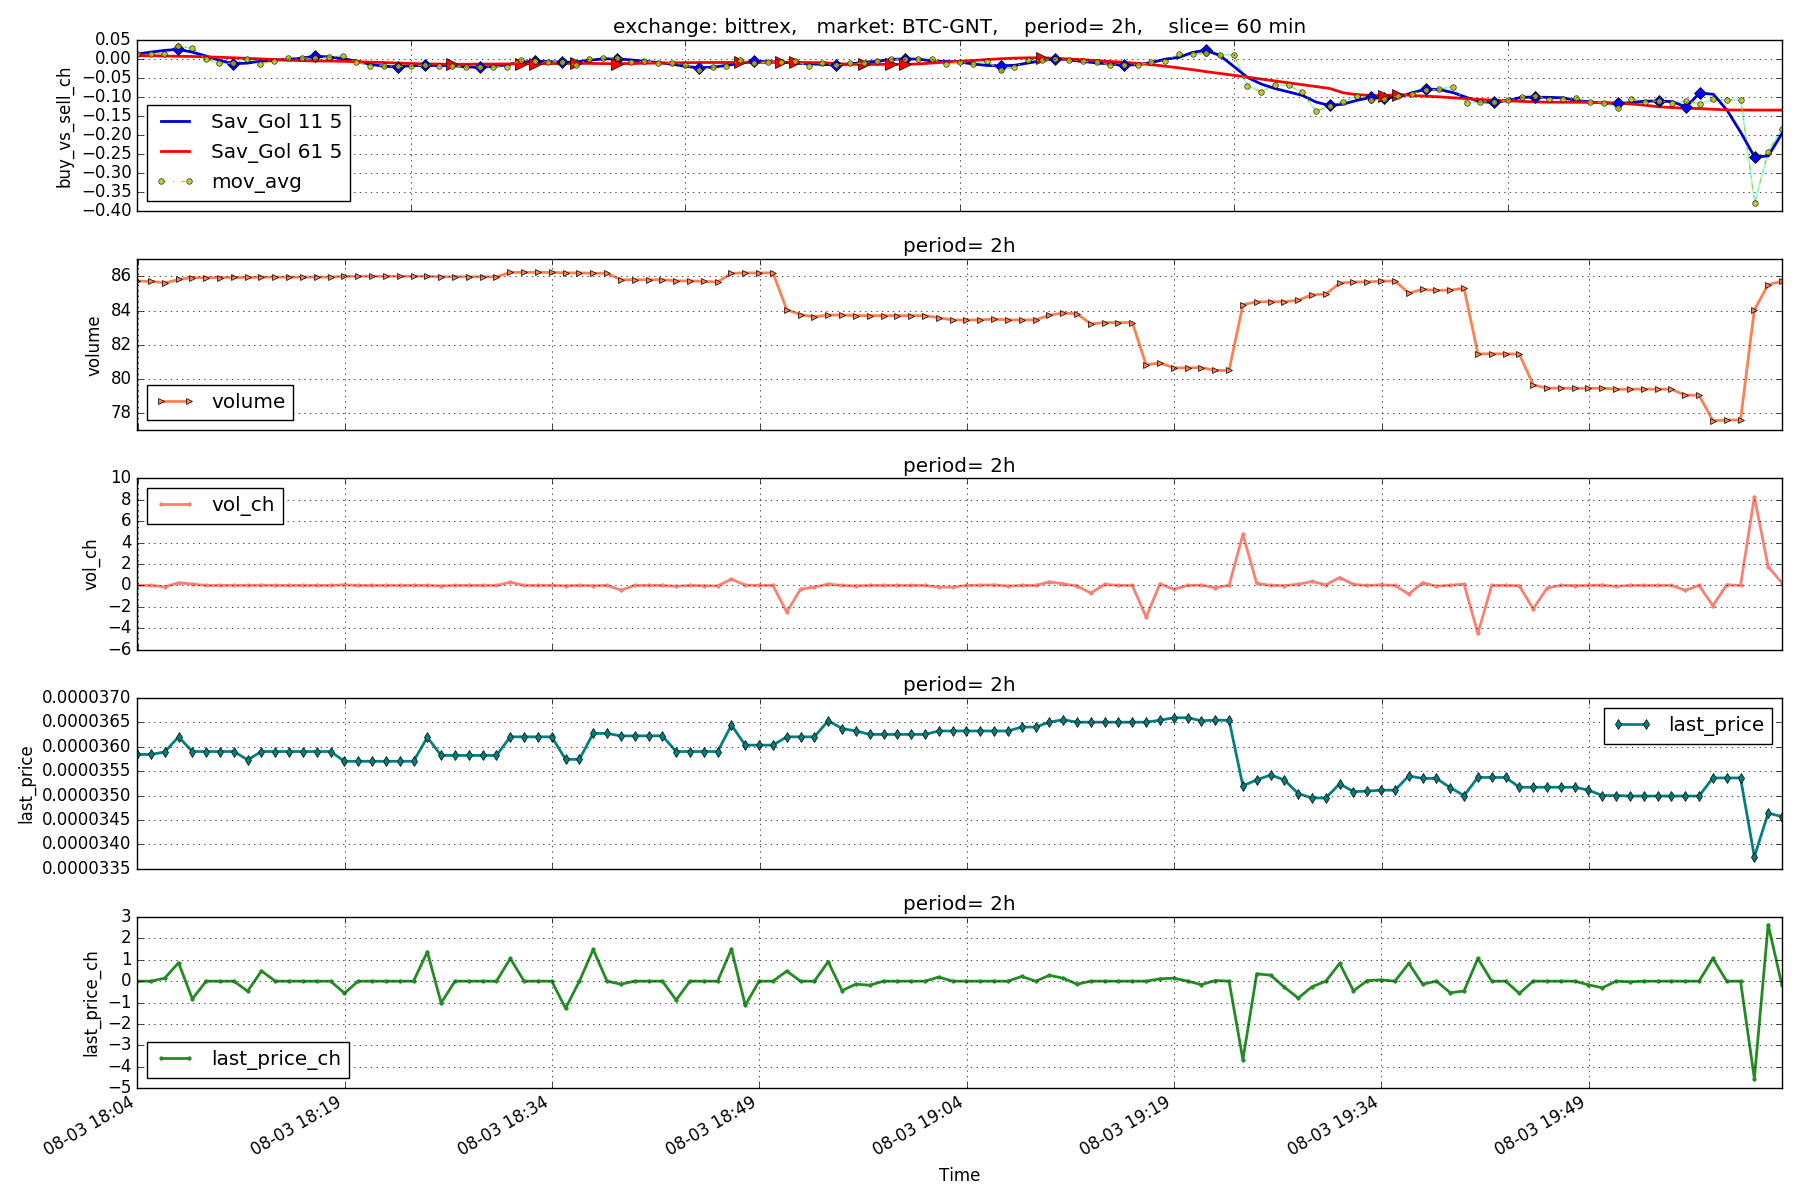 exchange: bittrex,   market: BTC-GNT,    period= 2h,    slice= 60 min
buy_vs_sell_ch
0.05
0.00
−0.05
−0.10
−0.15
−0.20
−0.25
−0.30
−0.35
−0.40
Sav_Gol 11 5
Sav_Gol 61 5
mov_avg
period= 2h
volume
86
84
82
80
78
volume
period= 2h
vol_ch
10
8
6
4
2
0
−2
−4
−6
vol_ch
period= 2h
last_price
0.0000370
0.0000365
0.0000360
0.0000355
0.0000350
0.0000345
0.0000340
0.0000335
last_price
period= 2h
last_price_ch
3
2
1
0
−1
−2
−3
−4
−5
last_price_ch
08-03 18:04
08-03 18:19
08-03 18:34
08-03 18:49
08-03 19:04
08-03 19:19
08-03 19:34
08-03 19:49
Time